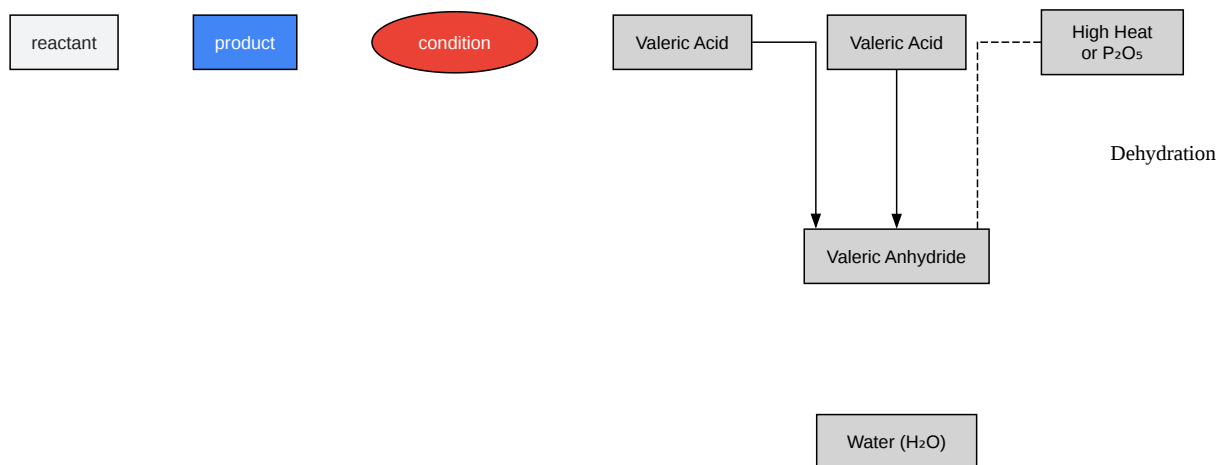 reactant
product
condition
Valeric Acid
Valeric Acid
High Heat
or P₂O₅
Dehydration
Valeric Anhydride
Water (H₂O)